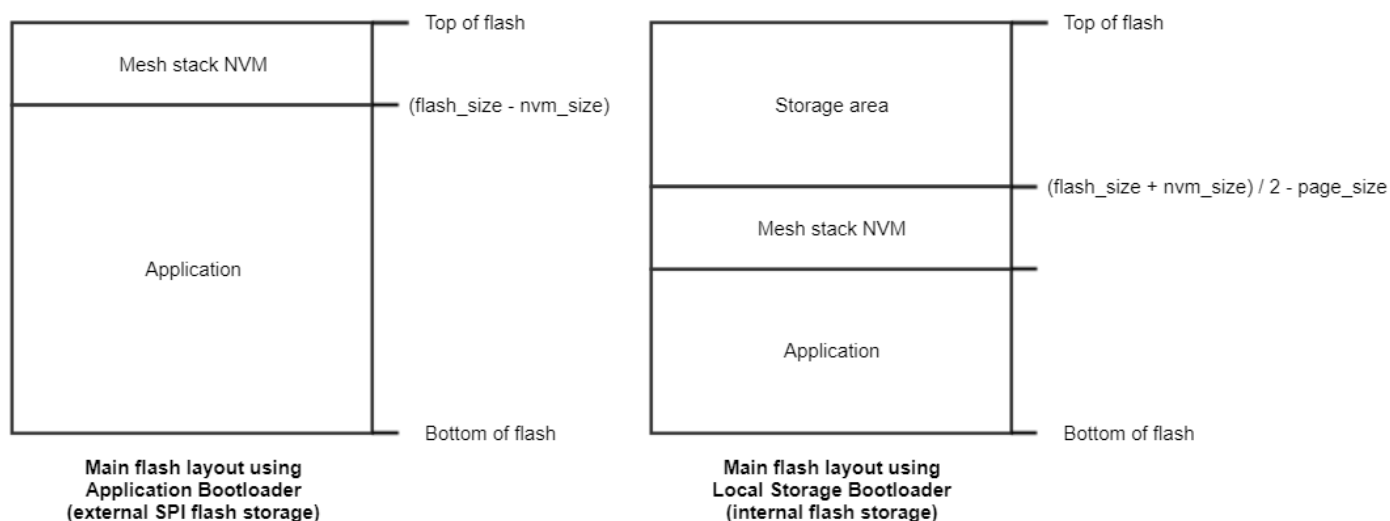 Top of flash
Mesh stack NVM
(flash_size - nvm_size)
Application
Bottom of flash
Main flash layout using
Application Bootloader
(external SPI flash storage)
Top of flash
Storage area
(flash_size + nvm_size) / 2 - page_size
Mesh stack NVM
Application
Bottom of flash
Main flash layout using
Local Storage Bootloader
(internal flash storage)